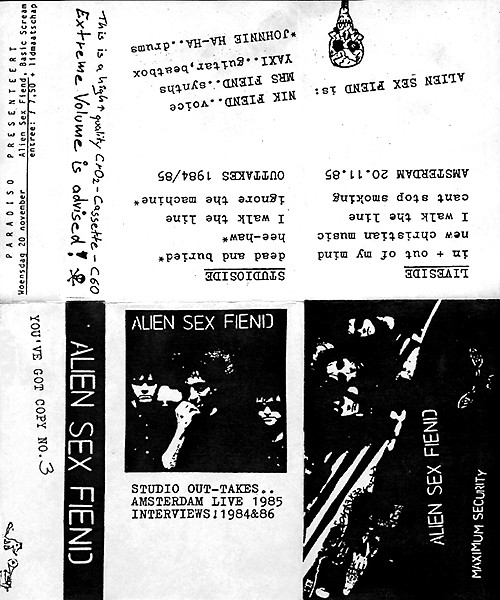 PARADISO PRESENTEERT
Woensdag 20 november Alien Sex Fiend, Basic Scream
entree: f 7,50 + lidmaatschap
This is a high quality CrO2-Cassette - C60
Extreme Volume is advised!
LIVESIDE
in + out of my mind
new christian music
I walk the line
cant stop smoking
AMSTERDAM 20.11.85
STUDIOSIDE
dead and buried*
hee-haw*
I walk the line
ignore the machine*
OUTTAKES 1984/85
ALIEN SEX FIEND is:
NIK FIEND..voice
MRS FIEND..synths
YAXI..guitar,beatbox
*JOHNNIE HA-HA..drums
YOU'VE GOT COPY NO. 3
ALIEN SEX FIEND
ALIEN SEX FIEND
STUDIO OUT-TAKES..
AMSTERDAM LIVE 1985
INTERVIEWS:1984&86
ALIEN SEX FIEND
MAXIMUM SECURITY